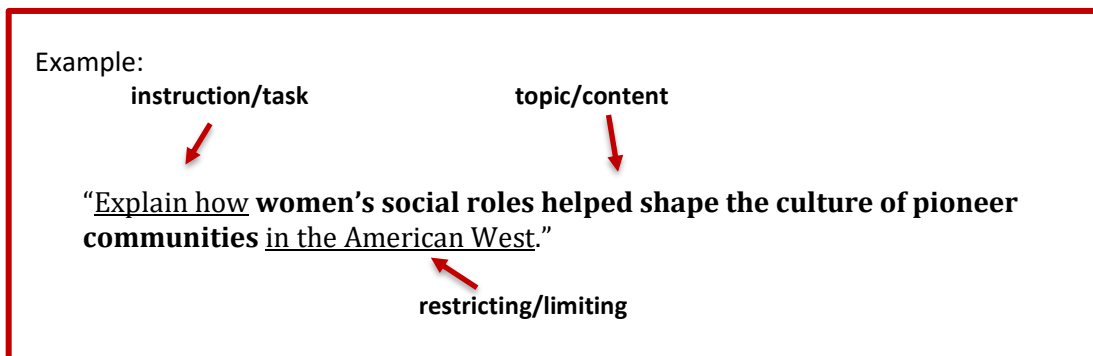 Example:
instruction/task topic/content
“Explain how women’s social roles helped shape the culture of pioneer
communities in the American West.”
restricting/limiting